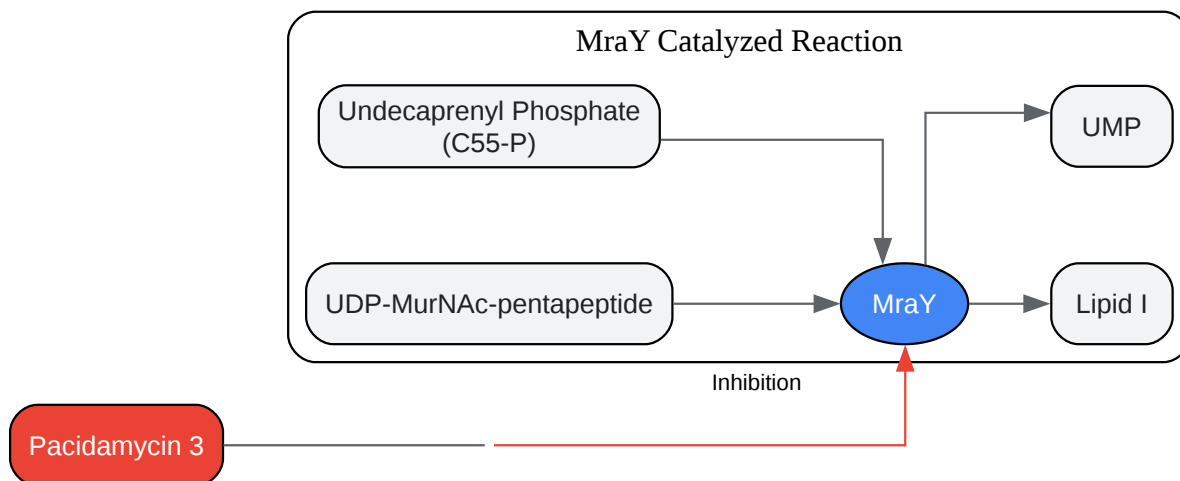 MraY Catalyzed Reaction
Undecaprenyl Phosphate
(C55-P)
UMP
UDP-MurNAc-pentapeptide
MraY
Lipid I
Inhibition
Pacidamycin 3